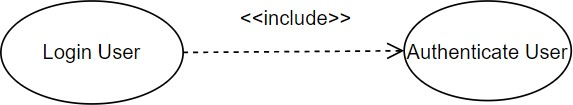 <<include>>
Login User
Authenticate User